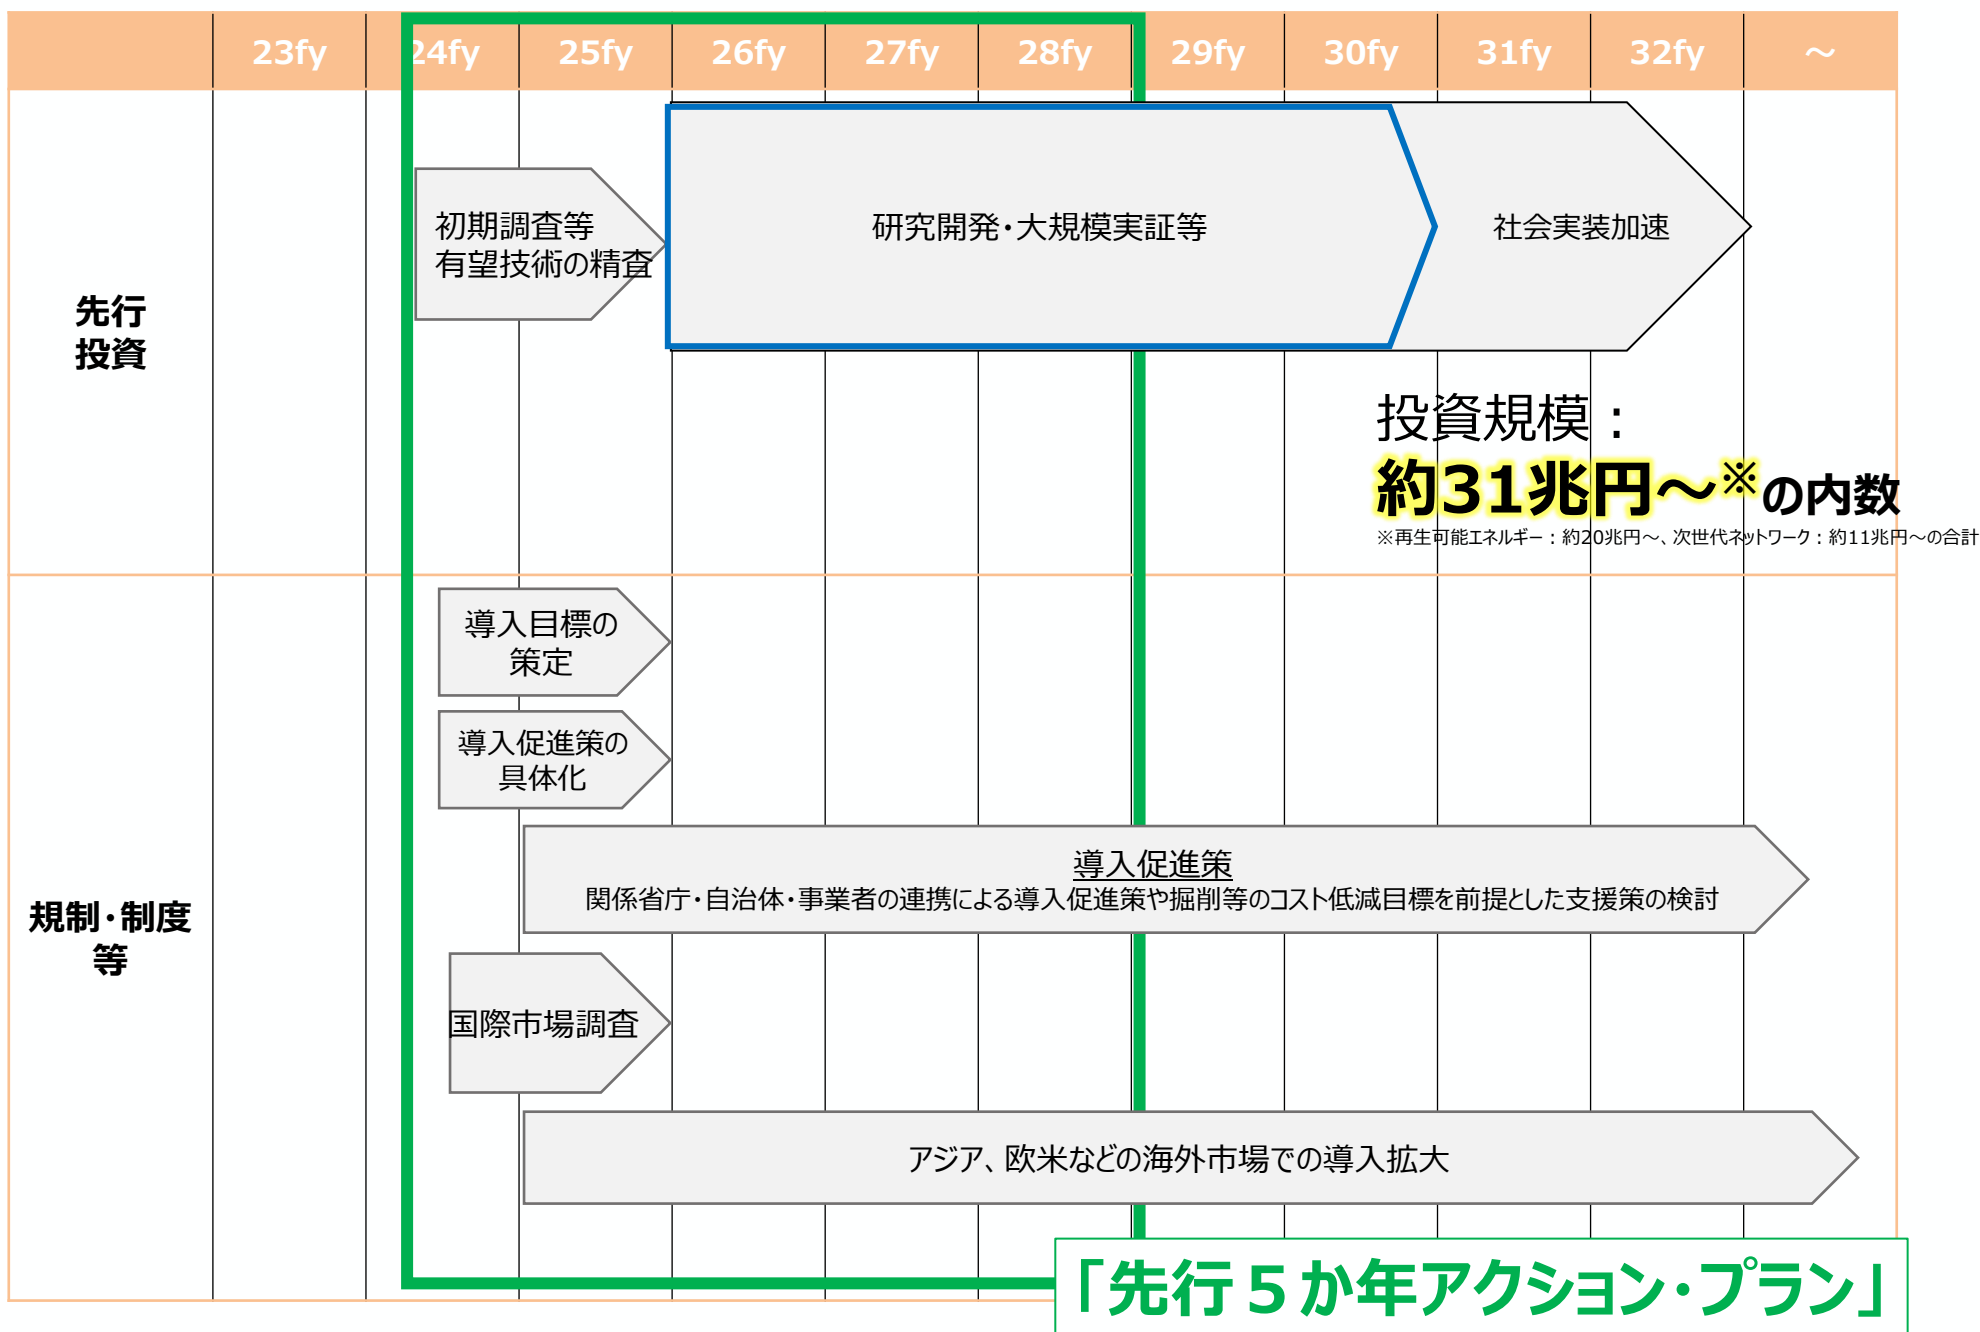 23fy 24fy 25fy 26fy 27fy 28fy 29fy 30fy 31fy 32fy ～
先行
投資
初期調査等
有望技術の精査
研究開発・大規模実証等
社会実装加速
投資規模：
約31兆円～※の内数
※再生可能エネルギー：約20兆円～、次世代ネットワーク：約11兆円～の合計
規制・制度
等
導入目標の
策定
導入促進策の
具体化
導入促進策
関係省庁・自治体・事業者の連携による導入促進策や掘削等のコスト低減目標を前提とした支援策の検討
国際市場調査
アジア、欧米などの海外市場での導入拡大
「先行５か年アクション・プラン」